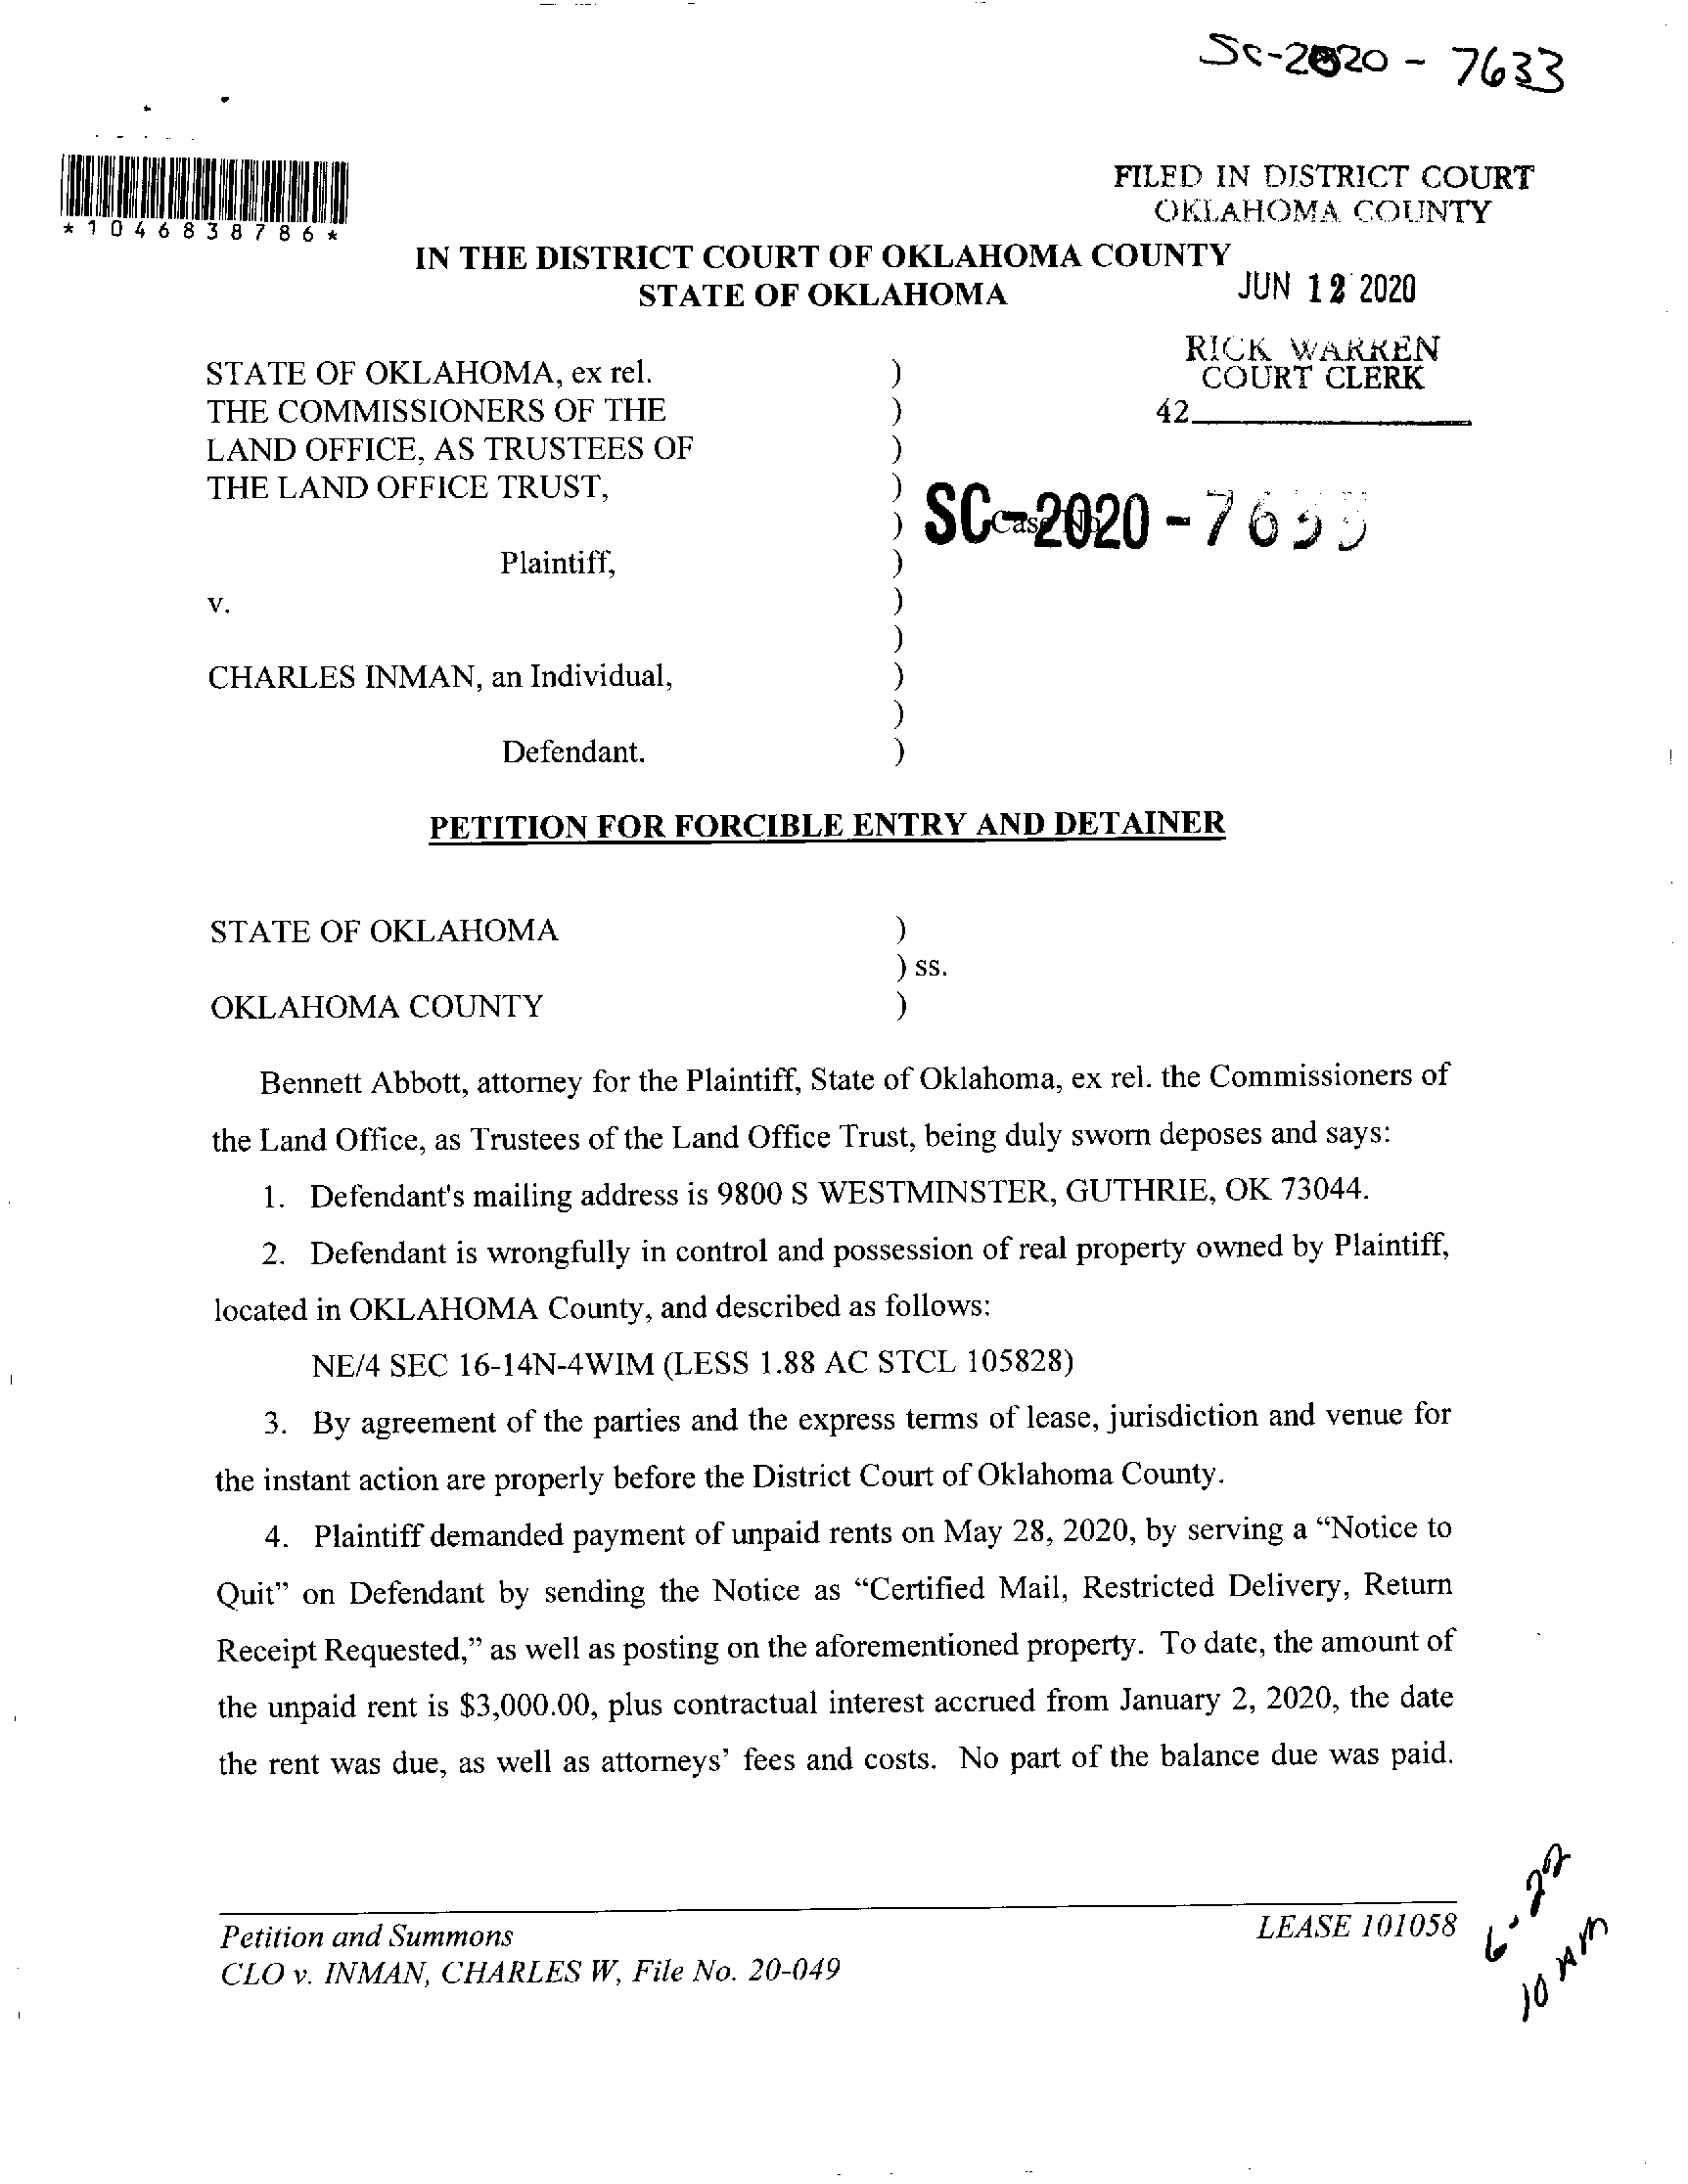 SC-2020 - 7633
*1046838786*
FILED IN DISTRICT COURT
OKLAHOMA COUNTY
IN THE DISTRICT COURT OF OKLAHOMA COUNTY
STATE OF OKLAHOMA
JUN 12 2020
RICK WARREN
COURT CLERK
42
STATE OF OKLAHOMA, ex rel. )
THE COMMISSIONERS OF THE )
LAND OFFICE, AS TRUSTEES OF )
THE LAND OFFICE TRUST, )
) SC-2020 - 7633
Plaintiff, )
v. )
)
CHARLES INMAN, an Individual, )
)
Defendant. )
PETITION FOR FORCIBLE ENTRY AND DETAINER
STATE OF OKLAHOMA )
) ss.
OKLAHOMA COUNTY )
Bennett Abbott, attorney for the Plaintiff, State of Oklahoma, ex rel. the Commissioners of
the Land Office, as Trustees of the Land Office Trust, being duly sworn deposes and says:
1. Defendant's mailing address is 9800 S WESTMINSTER, GUTHRIE, OK 73044.
2. Defendant is wrongfully in control and possession of real property owned by Plaintiff,
located in OKLAHOMA County, and described as follows:
NE/4 SEC 16-14N-4WIM (LESS 1.88 AC STCL 105828)
3. By agreement of the parties and the express terms of lease, jurisdiction and venue for
the instant action are properly before the District Court of Oklahoma County.
4. Plaintiff demanded payment of unpaid rents on May 28, 2020, by serving a “Notice to
Quit” on Defendant by sending the Notice as “Certified Mail, Restricted Delivery, Return
Receipt Requested,” as well as posting on the aforementioned property. To date, the amount of
the unpaid rent is $3,000.00, plus contractual interest accrued from January 2, 2020, the date
the rent was due, as well as attorneys’ fees and costs. No part of the balance due was paid.
Petition and Summons
LEASE 101058
CLO v. INMAN, CHARLES W, File No. 20-049
6-22
10 AM